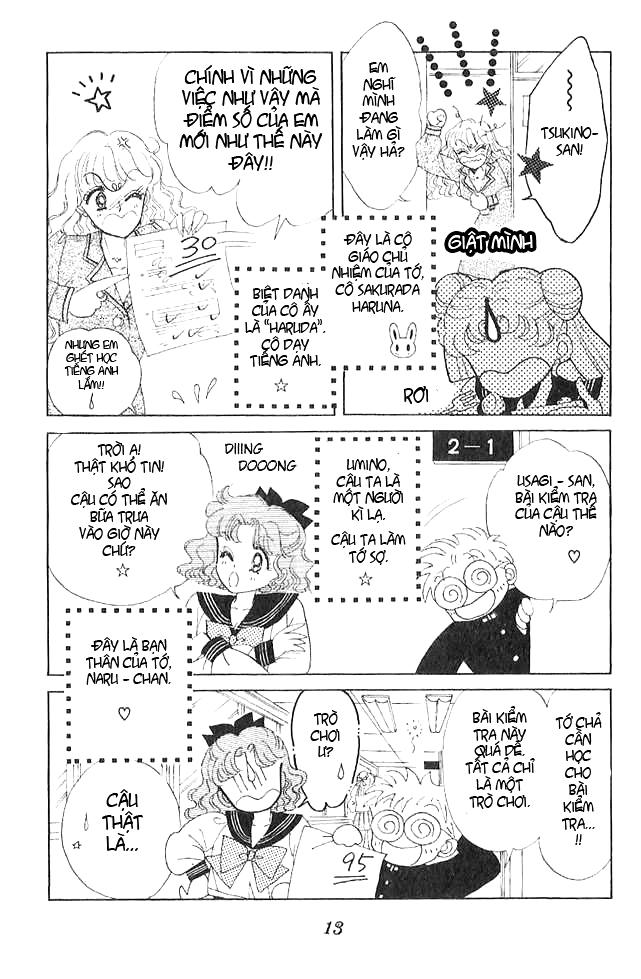 TSUKINO-
SAN!
EM
NGHĨ
MÌNH
ĐANG
LÀM GÌ
VẬY HẢ?
GIẬT MÌNH
RƠI
CHÍNH VÌ NHỮNG
VIỆC NHƯ VẬY MÀ
ĐIỂM SỐ CỦA EM
MỚI NHƯ THẾ NÀY
ĐÂY!!
30
ĐÂY LÀ CÔ
GIÁO CHỦ
NHIỆM CỦA TỚ,
CÔ SAKURADA
HARUNA.
BIỆT DANH
CỦA CÔ ẤY
LÀ "HARUDA".
CÔ DẠY
TIẾNG ANH.
☆
NHƯNG EM
GHÉT HỌC
TIẾNG ANH
LẮM!!
2-1
USAGI - SAN,
BÀI KIỂM TRA
CỦA CẬU THẾ
NÀO?
♡
UMINO,
CẬU TA LÀ
MỘT NGƯỜI
KÌ LẠ.
CẬU TA LÀM
TỚ SỢ.
☆
DIIING
DOOONG
TRỜI Ạ!
THẬT KHÓ TIN!
SAO
CẬU CÓ THỂ ĂN
BỮA TRƯA
VÀO GIỜ NÀY
CHỨ?
☆
ĐÂY LÀ BẠN
THÂN CỦA TỚ,
NARU - CHAN.
♡
TỚ CHẢ
CẦN
HỌC
CHO
BÀI
KIỂM
TRA...
!!
BÀI KIỂM
TRA NÀY
QUÁ DỄ.
TẤT CẢ CHỈ
LÀ MỘT
TRÒ CHƠI.
TRÒ
CHƠI
Ư?
95
CẬU
THẬT
LÀ...
13